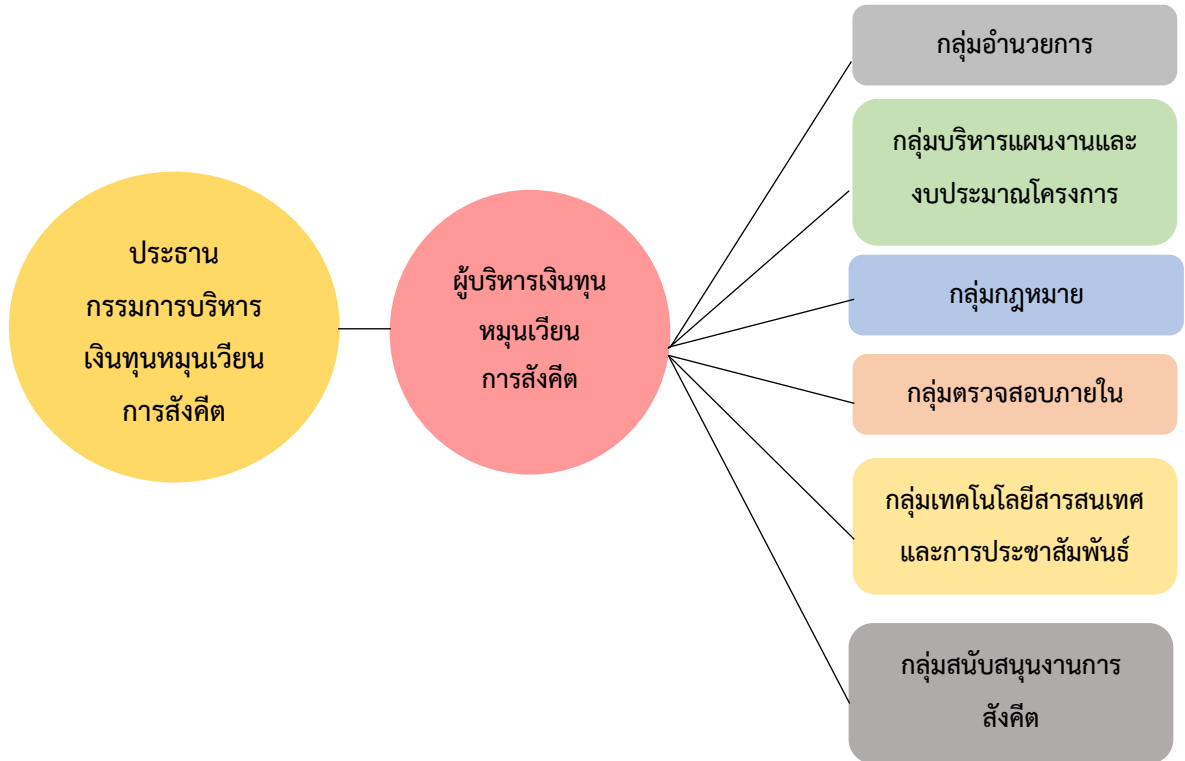 ประธาน
กรรมการบริหาร
เงินทุนหมุนเวียน
การสังคีต
ผู้บริหารเงินทุน
หมุนเวียน
การสังคีต
กลุ่มอำนวยการ
กลุ่มบริหารแผนงานและ
งบประมาณโครงการ
กลุ่มกฎหมาย
กลุ่มตรวจสอบภายใน
กลุ่มเทคโนโลยีสารสนเทศ
และการประชาสัมพันธ์
กลุ่มสนับสนุนงานการ
สังคีต